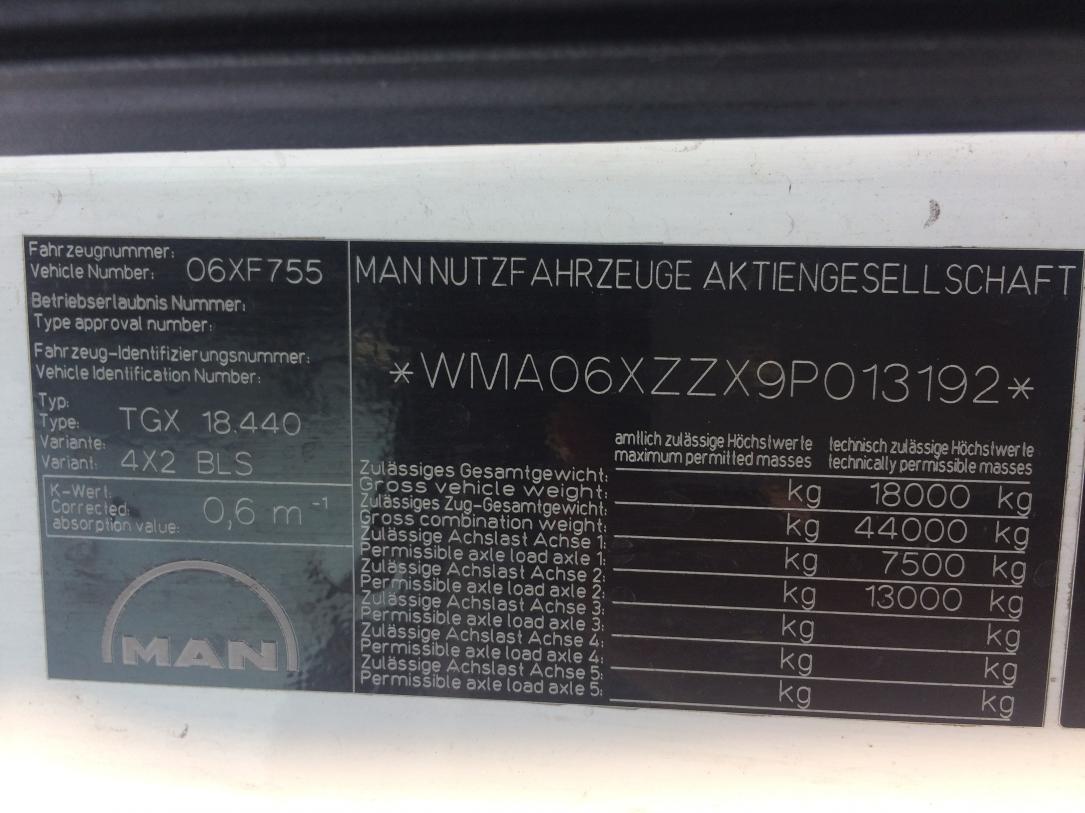 Fahrzeugnummer:
Vehicle Number: 06XF755
Betriebserlaubnis Nummer:
Type approval number:
Fahrzeug-Identifizierungsnummer:
Vehicle Identification Number:
Typ:
Type: TGX 18.440
Variante:
Variant: 4X2 BLS
K-Wert:
Corrected:
absorption value: 0,6 m⁻¹
MAN
MAN NUTZFAHRZEUGE AKTIENGESELLSCHAFT
*WMA06XZZX9P013192*
amtlich zulässige Höchstwerte technisch zulässige Höchstwerte
maximum permitted masses technically permissible masses
Zulässiges Gesamtgewicht:
Gross vehicle weight: kg 18000 kg
Zulässiges Zug-Gesamtgewicht:
Gross combination weight: kg 44000 kg
Zulässige Achslast Achse 1:
Permissible axle load axle 1: kg 7500 kg
Zulässige Achslast Achse 2:
Permissible axle load axle 2: kg 13000 kg
Zulässige Achslast Achse 3:
Permissible axle load axle 3: kg kg
Zulässige Achslast Achse 4:
Permissible axle load axle 4: kg kg
Zulässige Achslast Achse 5:
Permissible axle load axle 5: kg kg